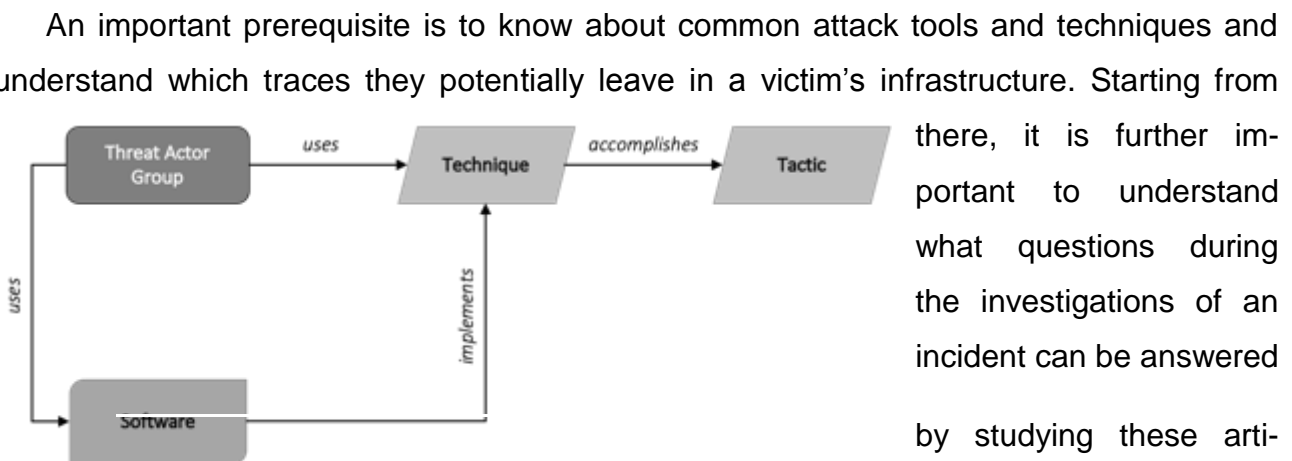 An important prerequisite is to know about common attack tools and techniques and
understand which traces they potentially leave in a victim's infrastructure. Starting from
there, it is further im-
portant to understand
what questions during
the investigations of an
incident can be answered
by studying these arti-
Threat Actor
Group
uses
Technique
accomplishes
Tactic
uses
implements
Software